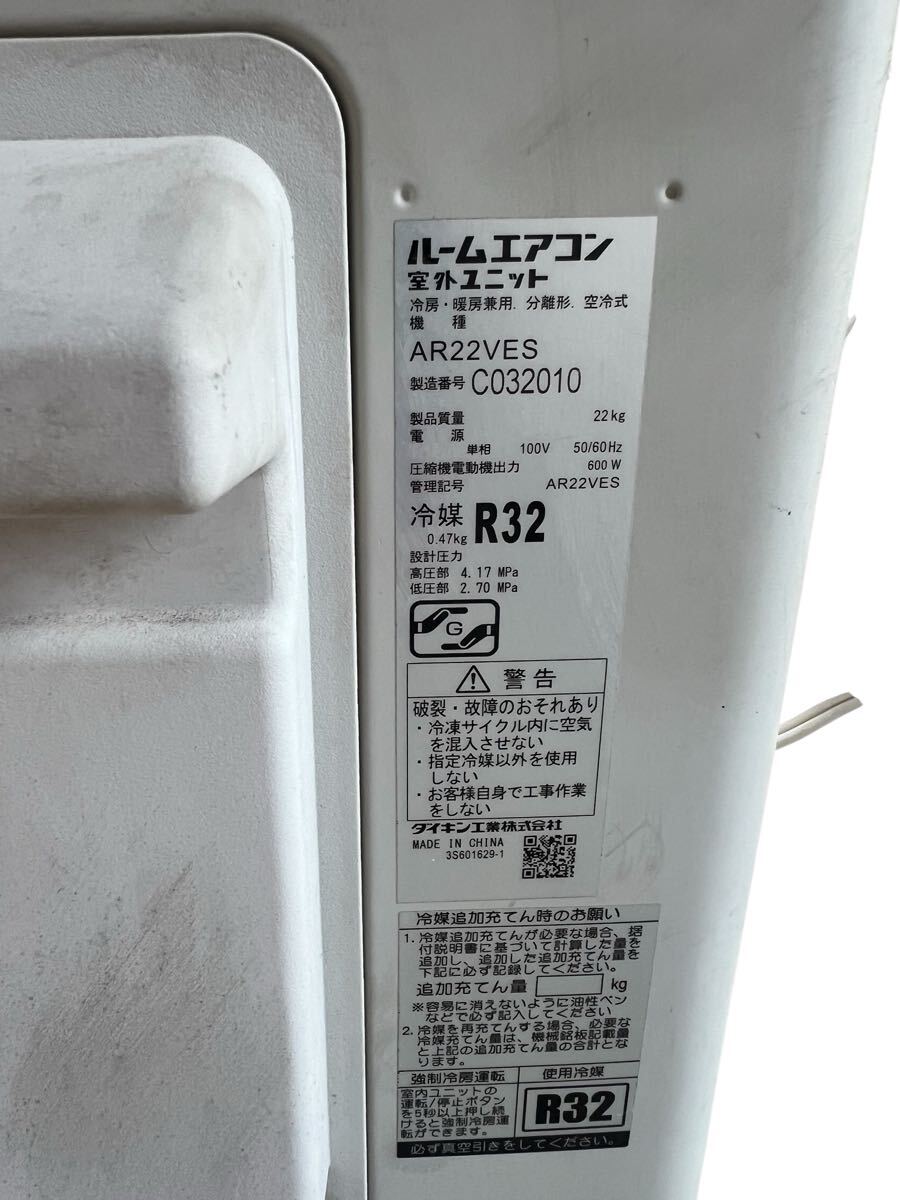 ルームエアコン
室外ユニット
冷房・暖房兼用. 分離形. 空冷式
機 種
AR22VES
製造番号 C032010
製品質量 22kg
電 源
単相 100V 50/60Hz
圧縮機電動機出力 600 W
管理記号 AR22VES
冷媒 R32
0.47kg
設計圧力
高圧部 4.17 MPa
低圧部 2.70 MPa
G
警告
破裂・故障のおそれあり
・冷凍サイクル内に空気
を混入させない
・指定冷媒以外を使用
しない
・お客様自身で工事作業
をしない
ダイキン工業株式会社
MADE IN CHINA
3S601629-1
冷媒追加充てん時のお願い
1. 冷媒追加充てんが必要な場合、据
付説明書に基づいて計算した量を
追加し、追加した追加充てん量を
下記に必ず記録してください。
追加充てん量 kg
※容易に消えないように油性ペン
などで必ず記入してください
2. 冷媒を再充てんする場合、必要な
冷媒充てん量は、機械銘板記載量
と上記の追加充てん量の合計とな
ります。
強制冷房運転
室内ユニットの
運転/停止ボタン
を5秒以上押し続
けると強制冷房運
転ができます。
使用冷媒
R32
必ず真空引きをしてください。